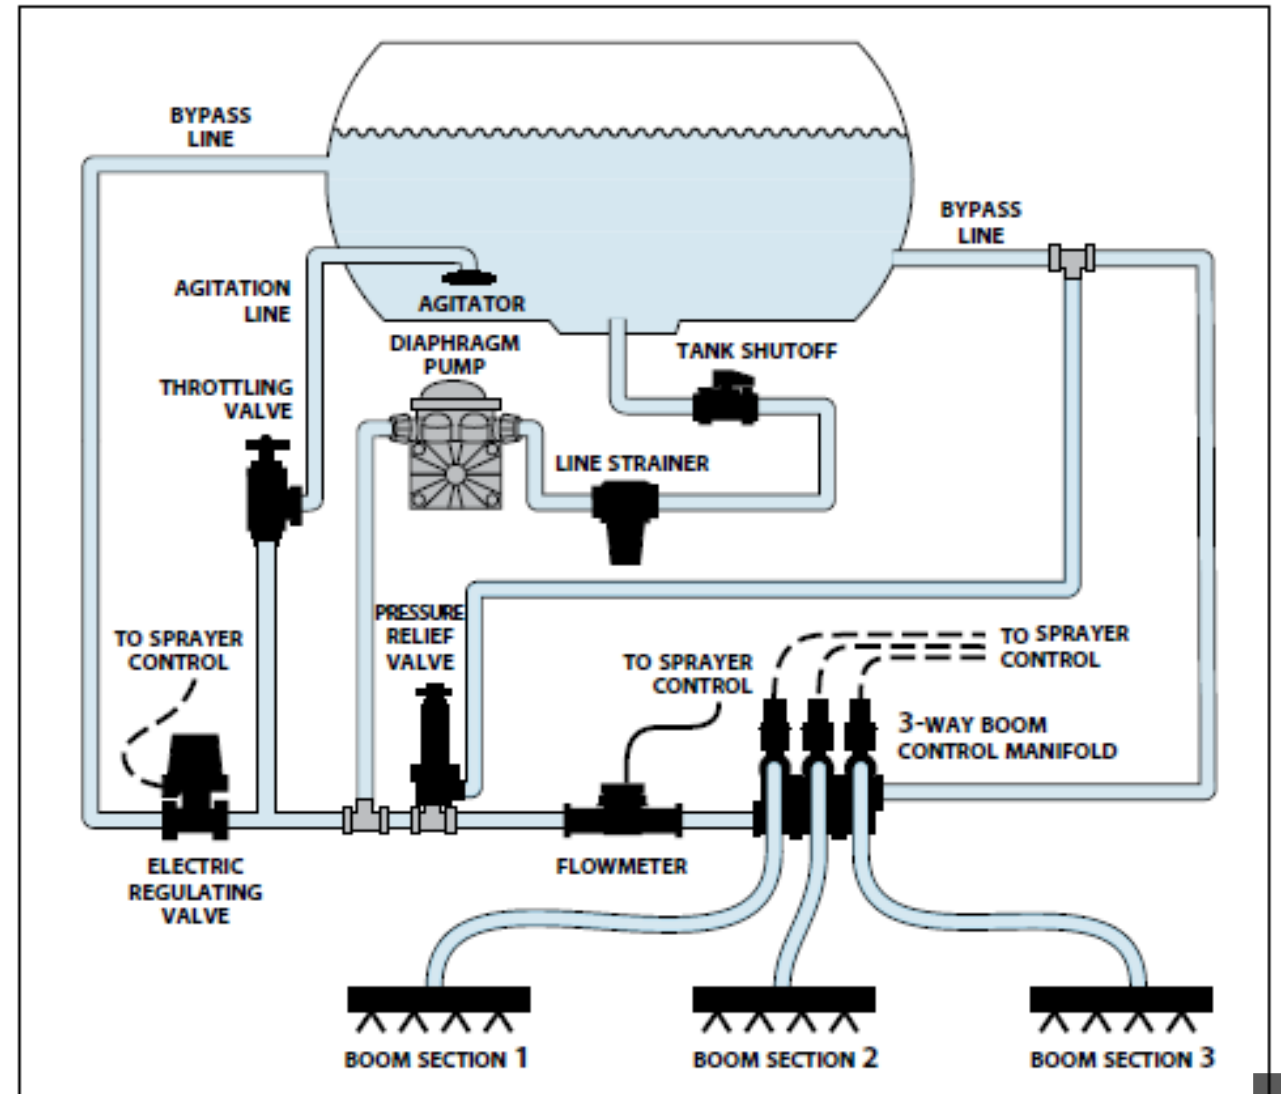 BYPASS
LINE
BYPASS
LINE
AGITATION
LINE
AGITATOR
DIAPHRAGM
PUMP
TANK SHUTOFF
THROTTLING
VALVE
LINE STRAINER
PRESSURE
RELIEF
VALVE
TO SPRAYER
CONTROL
TO SPRAYER
CONTROL
TO SPRAYER
CONTROL
3-WAY BOOM
CONTROL MANIFOLD
ELECTRIC
REGULATING
VALVE
FLOWMETER
BOOM SECTION 1
BOOM SECTION 2
BOOM SECTION 3